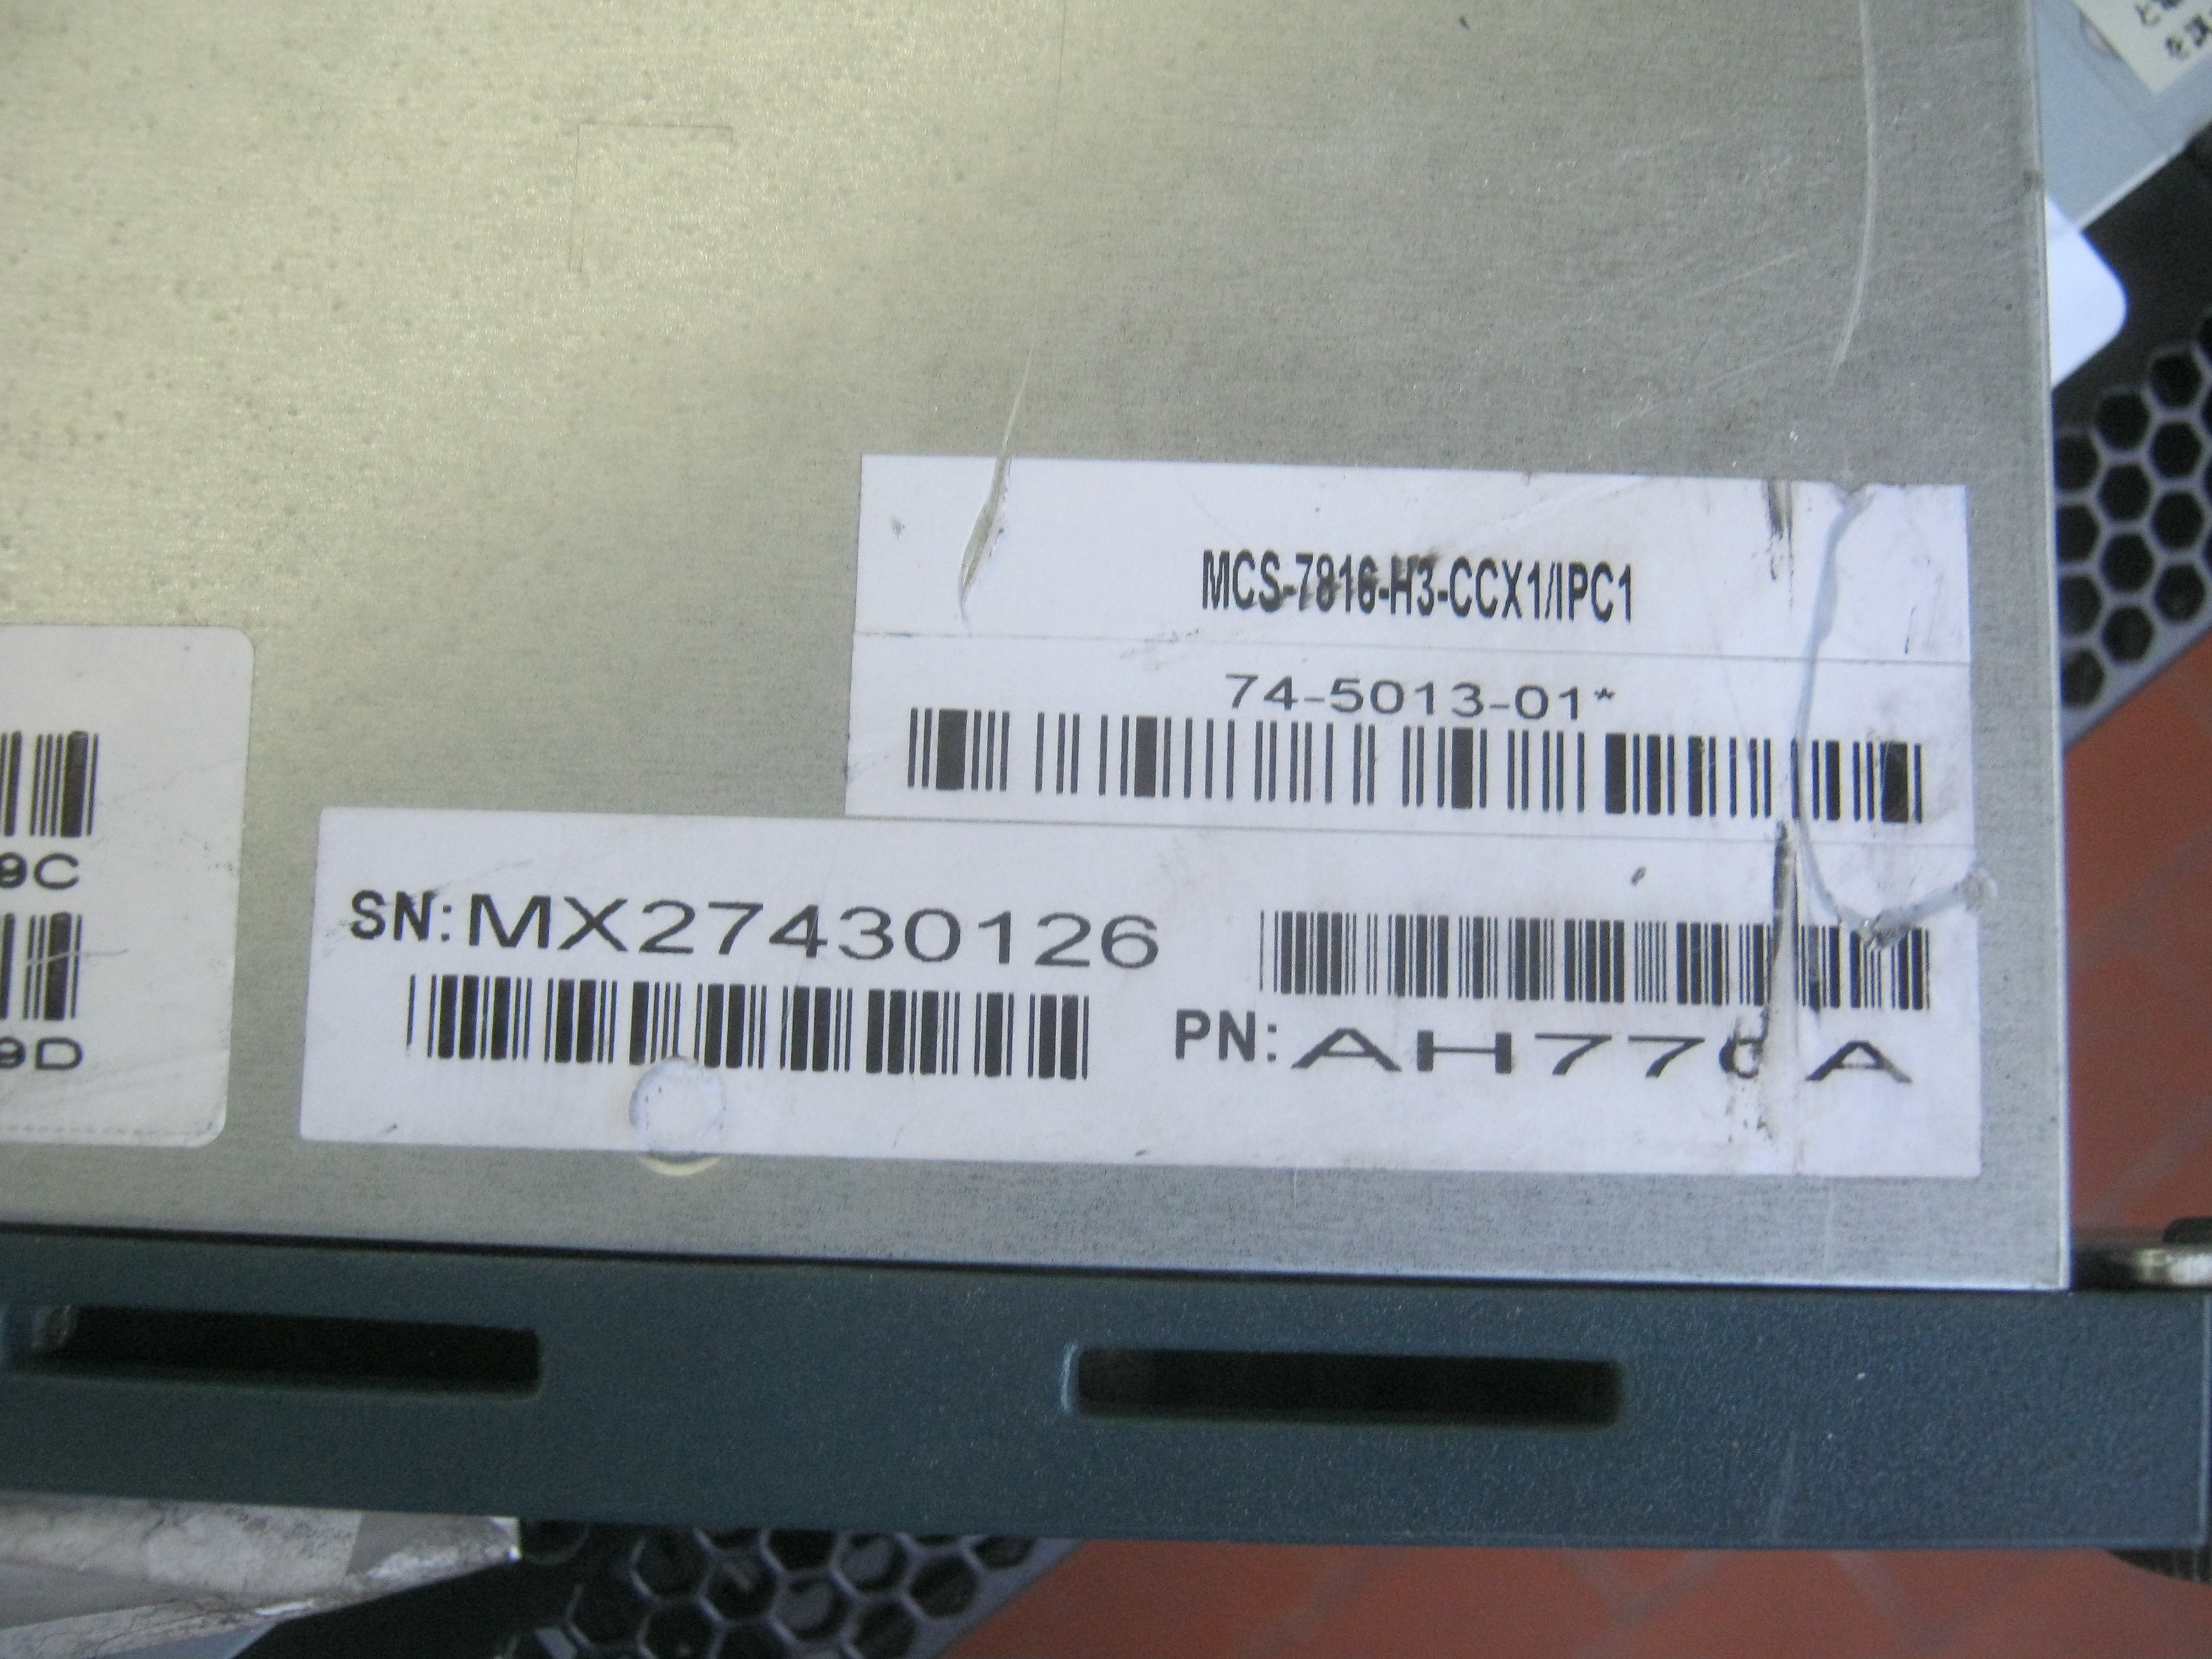 MCS-7816-H3-CCX1/IPC1
74-5013-01*
SN: MX27430126
PN:
9C
9D